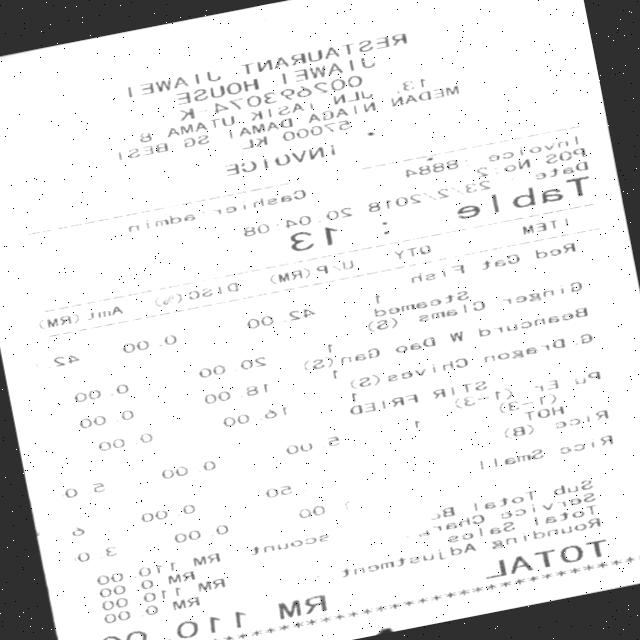 RESTAURANT JIAWEI
JIAWEI HOUSE
002693074-K
13, JLN TASIK UTAMA 8
MEDAN NIAGA DAMAI SG BESI
57000 KL
INVOICE
Invoice 8884
POS No. 2 Cashier admin
Date 23/2/2018 20 04 08
Table : 13
ITEM QTY U/P(RM) DISC(%) Amt(RM)
Red Cat Fish
Steamed 1 42.00 0.00 42
Ginger Clams (S)
1 20.00 0.00
Beancurd W Dao Gan(S)
1 18.00 0.00
G.Dragon Chives(S)
STIR FRIED 1 16.00 0.00
Pu Er (1-3)
(1-3)
HOT 1 5.00 0.00 5.0
Rice (B)
50 0.00 6
Rice Small
00 0.00 3.0
Sub Total RM 110.00
Service RM 0.00
Total Sales RM 110.00
Rounding Adjustment RM 0.00
TOTAL RM 110.00